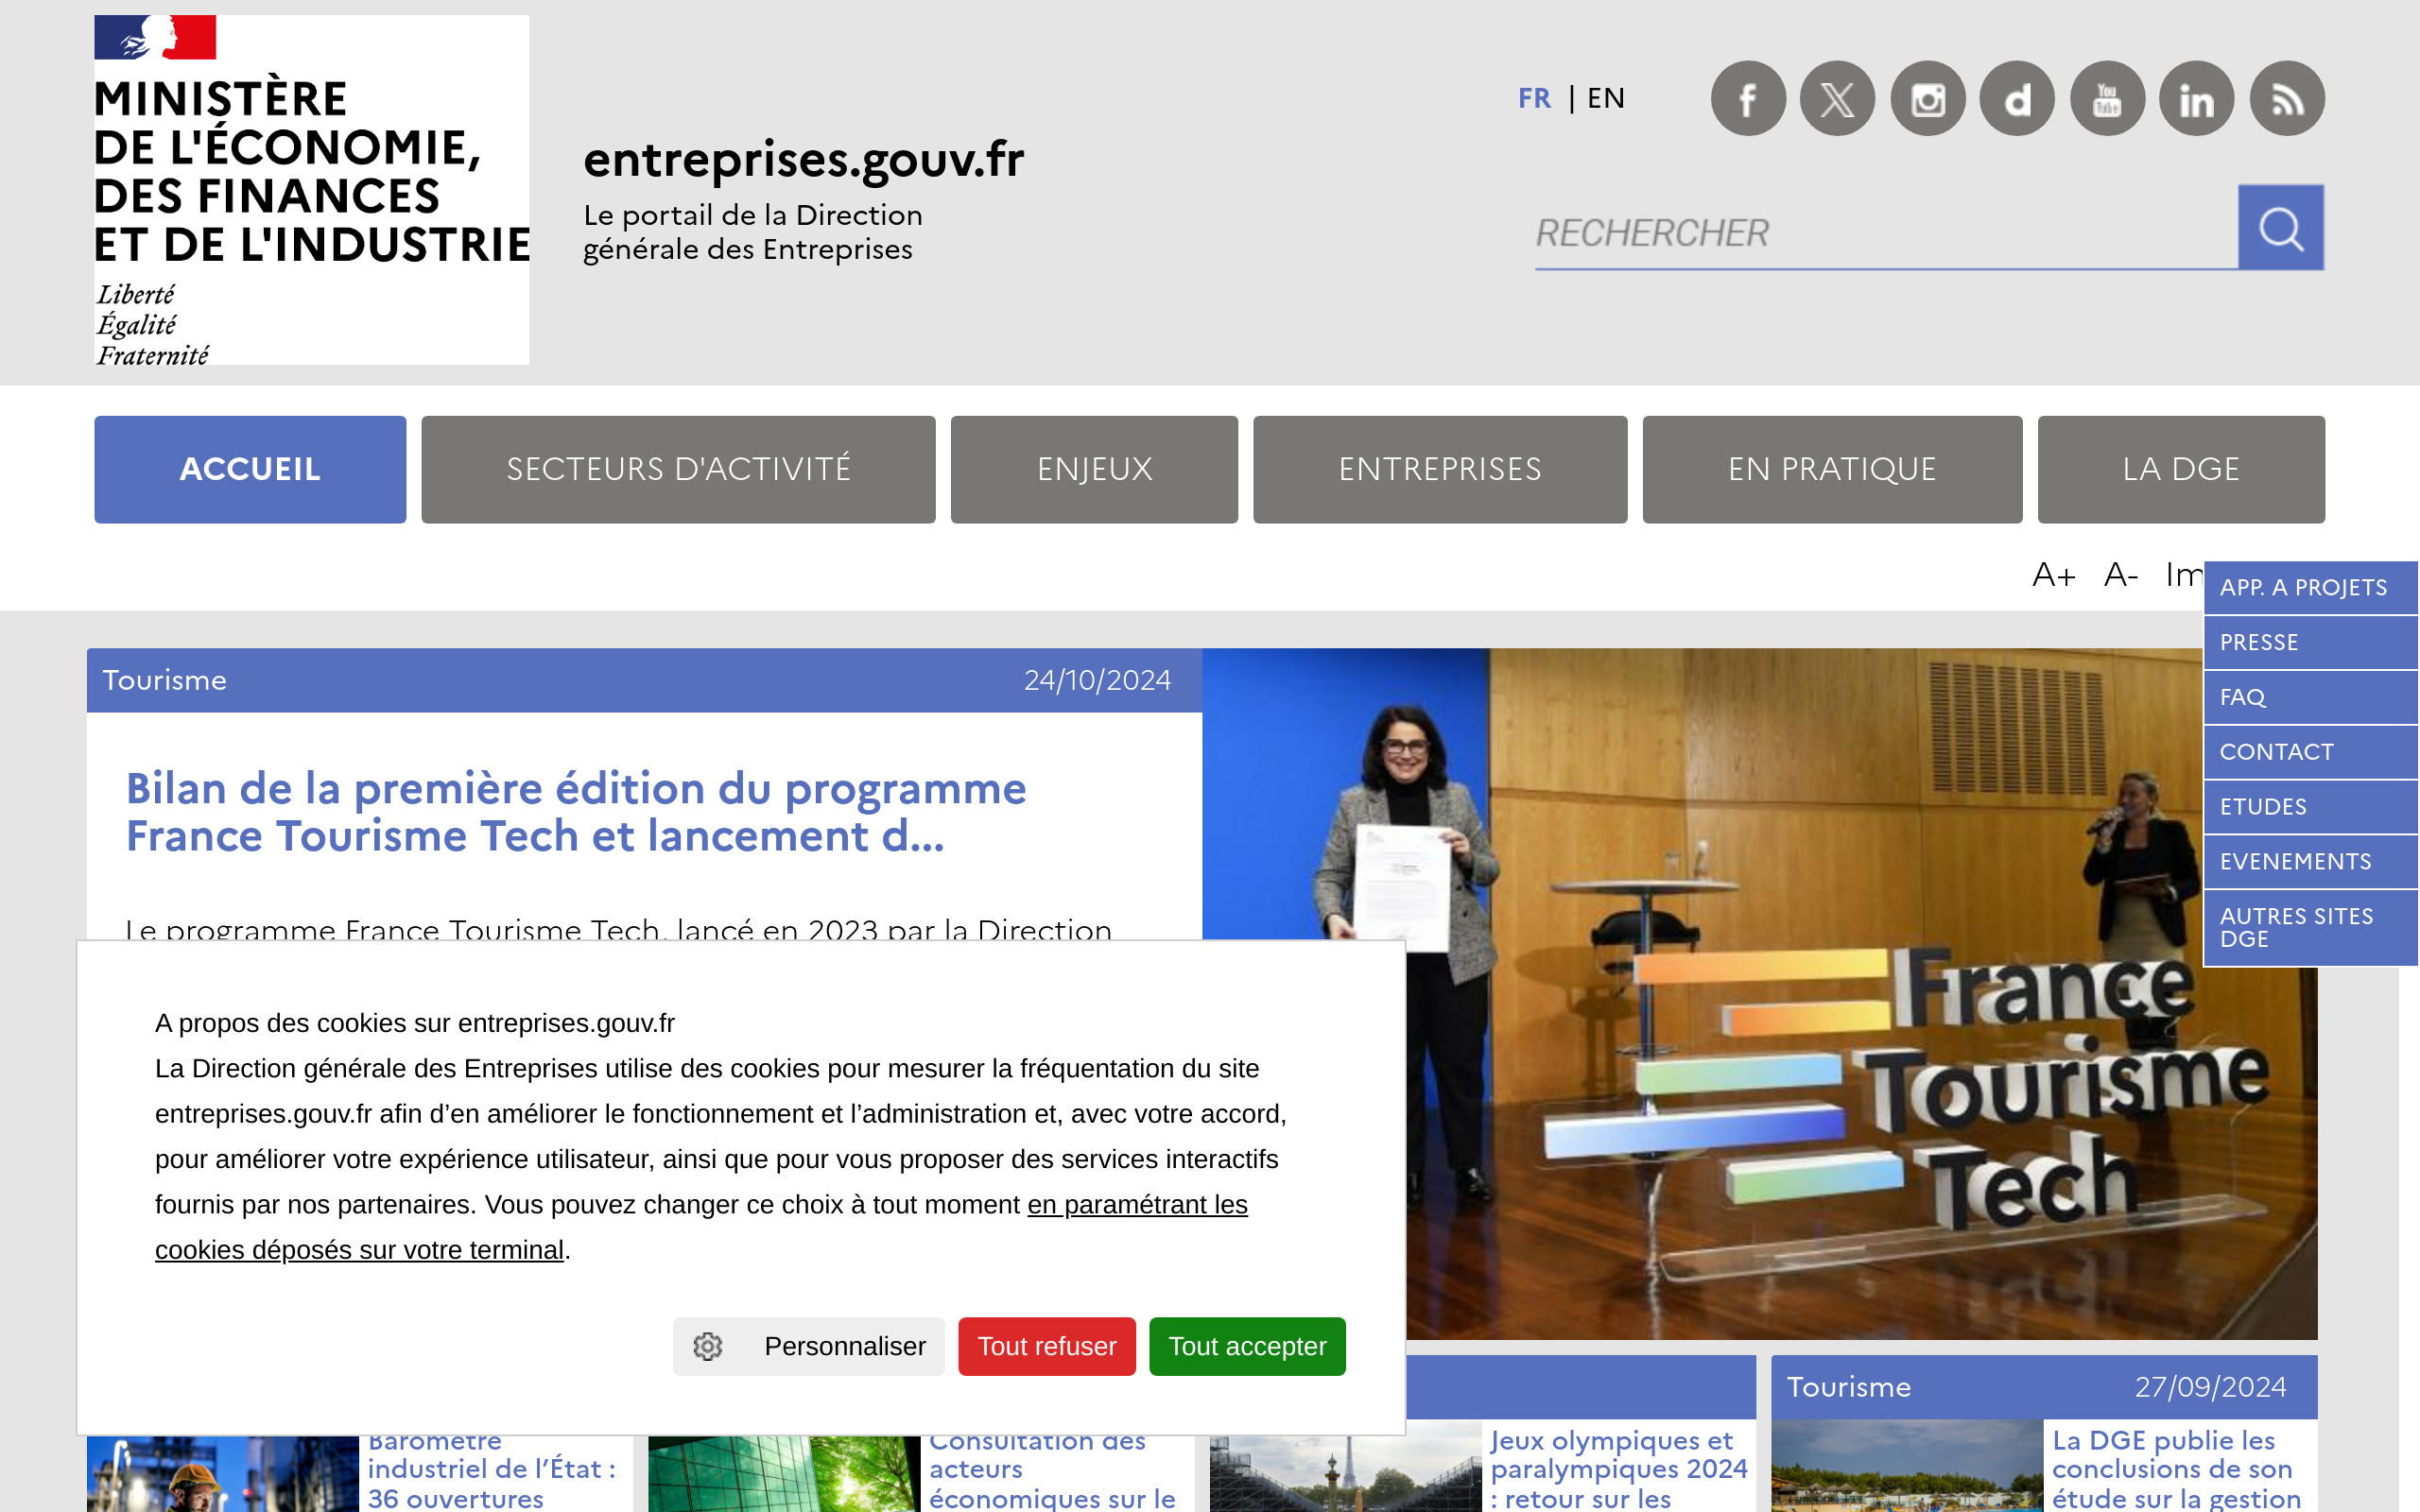 MINISTÈRE
DE L'ÉCONOMIE,
DES FINANCES
ET DE L'INDUSTRIE
Liberté
Égalité
Fraternité
entreprises.gouv.fr
Le portail de la Direction
générale des Entreprises
FR | EN
RECHERCHER
ACCUEIL
SECTEURS D'ACTIVITÉ
ENJEUX
ENTREPRISES
EN PRATIQUE
LA DGE
A+ A-
APP. A PROJETS
PRESSE
FAQ
CONTACT
ETUDES
EVENEMENTS
AUTRES SITES
DGE
Tourisme 24/10/2024
Bilan de la première édition du programme
France Tourisme Tech et lancement d...
Le programme France Tourisme Tech, lancé en 2023 par la Direction
France
Tourisme
Tech
A propos des cookies sur entreprises.gouv.fr
La Direction générale des Entreprises utilise des cookies pour mesurer la fréquentation du site
entreprises.gouv.fr afin d’en améliorer le fonctionnement et l’administration et, avec votre accord,
pour améliorer votre expérience utilisateur, ainsi que pour vous proposer des services interactifs
fournis par nos partenaires. Vous pouvez changer ce choix à tout moment en paramétrant les
cookies déposés sur votre terminal.
Personnaliser
Tout refuser
Tout accepter
Baromètre
industriel de l’État :
36 ouvertures
Consultation des
acteurs
économiques sur le
Jeux olympiques et
paralympiques 2024
: retour sur les
Tourisme 27/09/2024
La DGE publie les
conclusions de son
étude sur la gestion